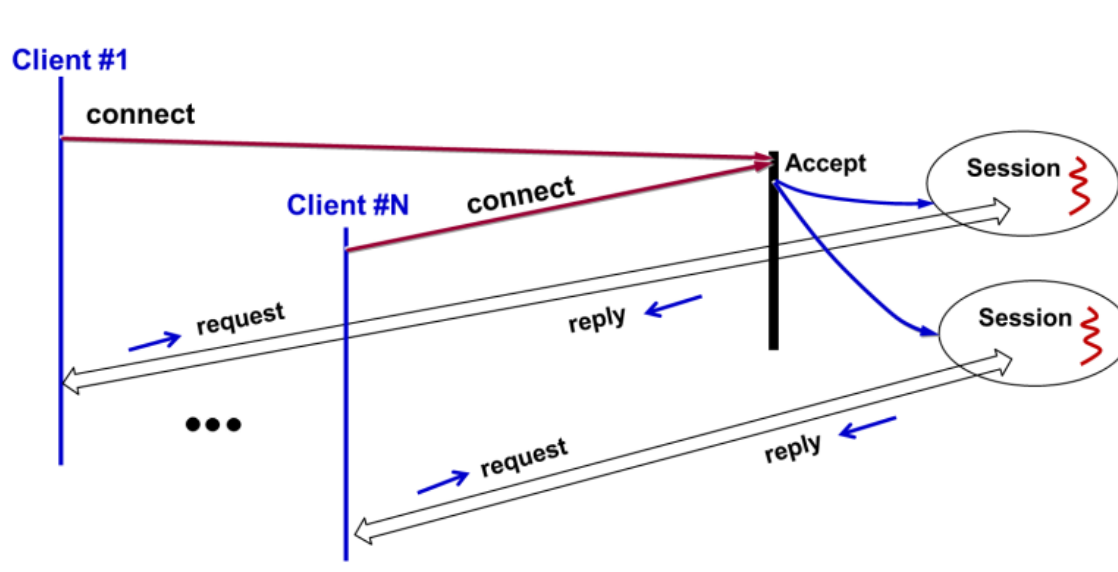 Client #1
connect
Accept
Session
connect
Client #N
request
reply
Session
request
reply